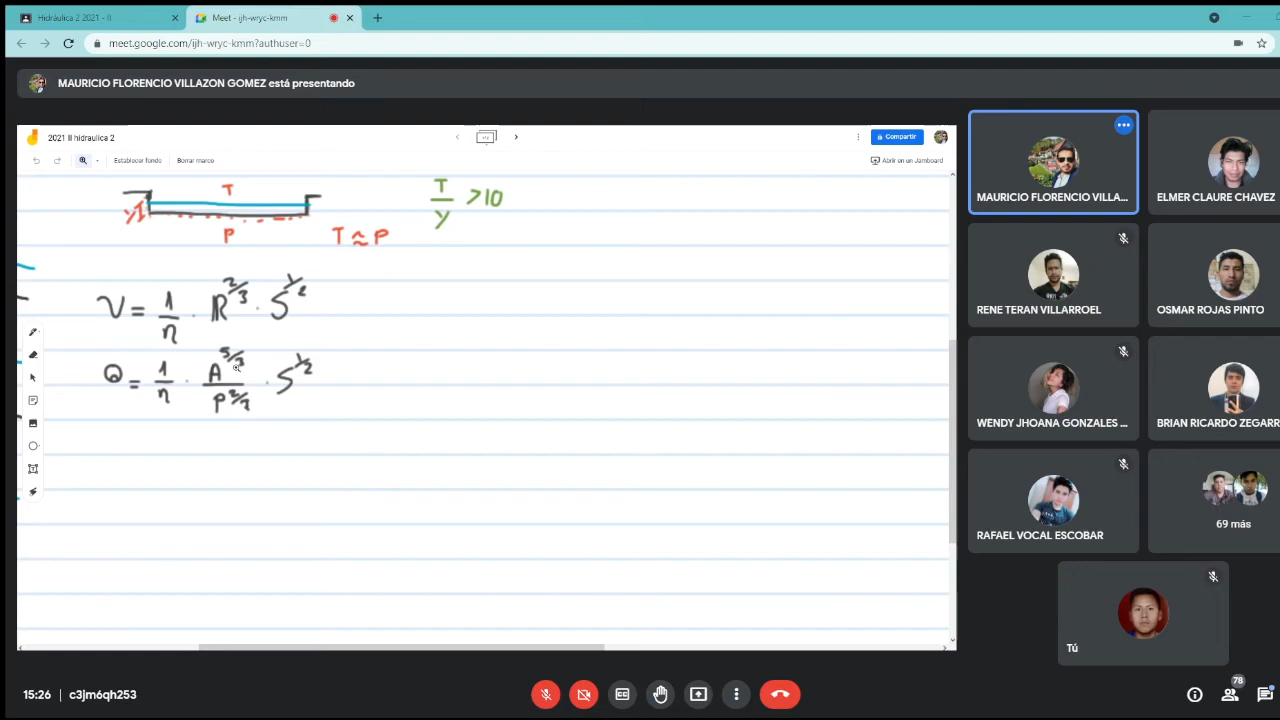 Hidráulica 2 2021 - II
Meet - ijh-wryc-kmm
meet.google.com/ijh-wryc-kmm?authuser=0
MAURICIO FLORENCIO VILLAZON GOMEZ está presentando
2021 II hidraulica 2
Compartir
Establecer fondo
Borrar marco
Abrir en un Jamboard
T
T/y >10
y
P
T ≈ P
V = 1/n · R^2/3 · S^1/2
Q = 1/n · A^5/3 / P^2/3 · S^1/2
MAURICIO FLORENCIO VILLA...
ELMER CLAURE CHAVEZ
RENE TERAN VILLARROEL
OSMAR ROJAS PINTO
WENDY JHOANA GONZALES ...
BRIAN RICARDO ZEGARR
RAFAEL VOCAL ESCOBAR
69 más
Tú
15:26 | c3jm6qh253
78